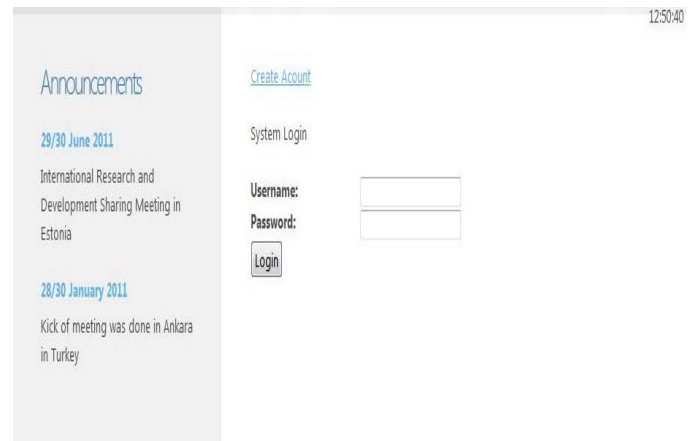 12:50:40
Announcements
29/30 June 2011
International Research and
Development Sharing Meeting in
Estonia
28/30 January 2011
Kick of meeting was done in Ankara
in Turkey
Create Acount
System Login
Username:
Password:
Login